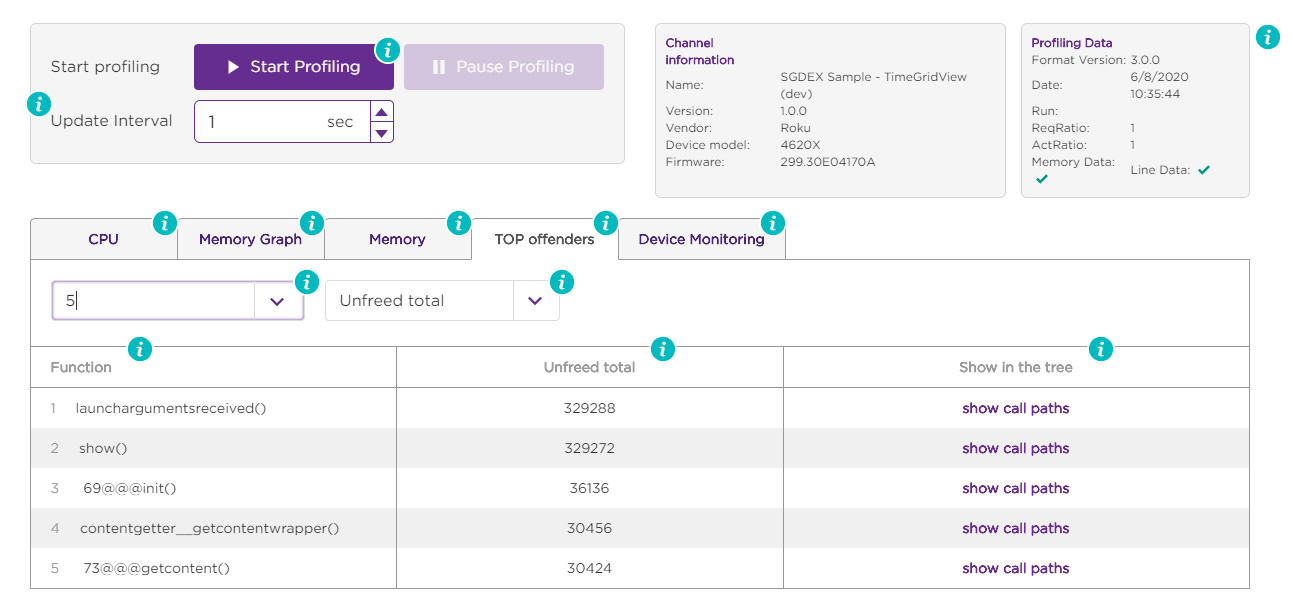 Start profiling
Start Profiling
Pause Profiling
Update Interval
1 sec
Channel
information
Name: SGDEX Sample - TimeGridView
(dev)
Version: 1.0.0
Vendor: Roku
Device model: 4620X
Firmware: 299.30E04170A
Profiling Data
Format Version: 3.0.0
Date: 6/8/2020
10:35:44
Run:
ReqRatio: 1
ActRatio: 1
Memory Data:
Line Data:
CPU
Memory Graph
Memory
TOP offenders
Device Monitoring
5
Unfreed total
Function Unfreed total Show in the tree
1 launchargumentsreceived() 329288 show call paths
2 show() 329272 show call paths
3 69@@@init() 36136 show call paths
4 contentgetter__getcontentwrapper() 30456 show call paths
5 73@@@getcontent() 30424 show call paths